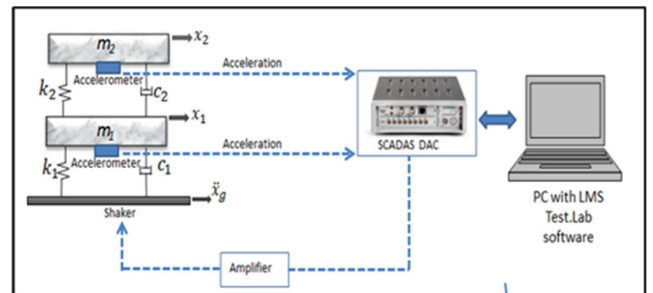 m₂
x₂
Acceleration
Accelerometer
k₂
c₂
m₁
x₁
Acceleration
Accelerometer
k₁
c₁
ẍg
Shaker
SCADAS DAC
PC with LMS
Test.Lab
software
Amplifier